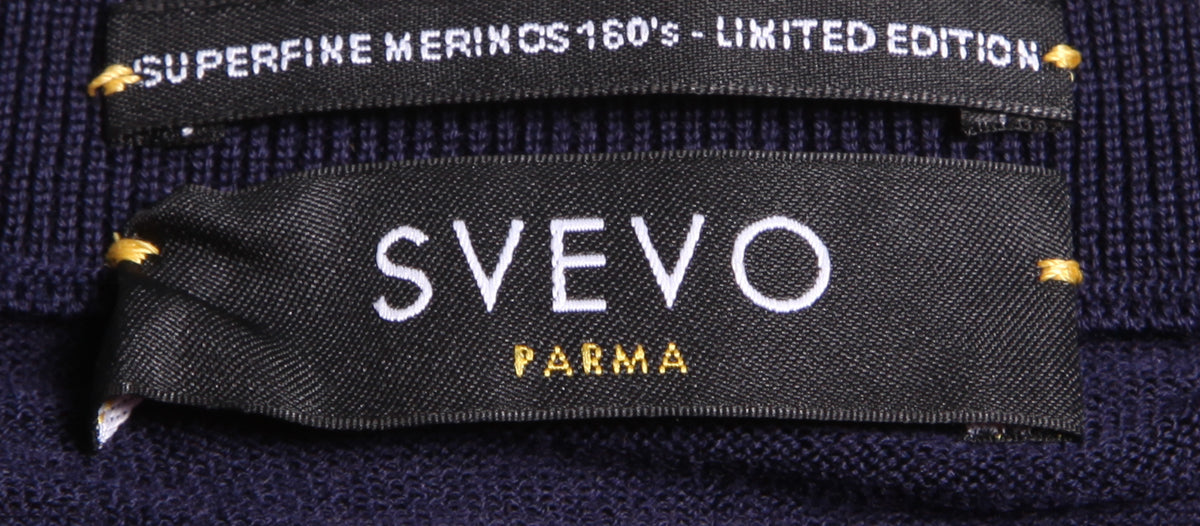 SUPERFINE MERINOS 160's - LIMITED EDITION
SVEVO
PARMA